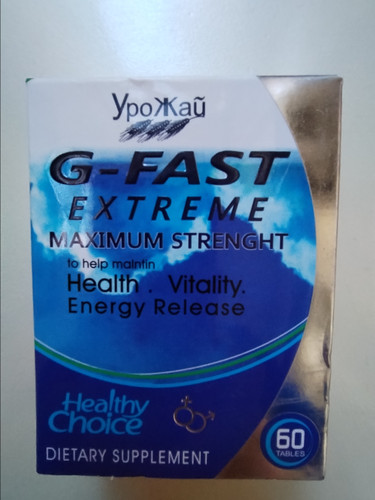 УроЖай
G-FAST
EXTREME
MAXIMUM STRENGHT
to help maintin
Health . Vitality.
Energy Release
Healthy
Choice
60
TABLES
DIETARY SUPPLEMENT